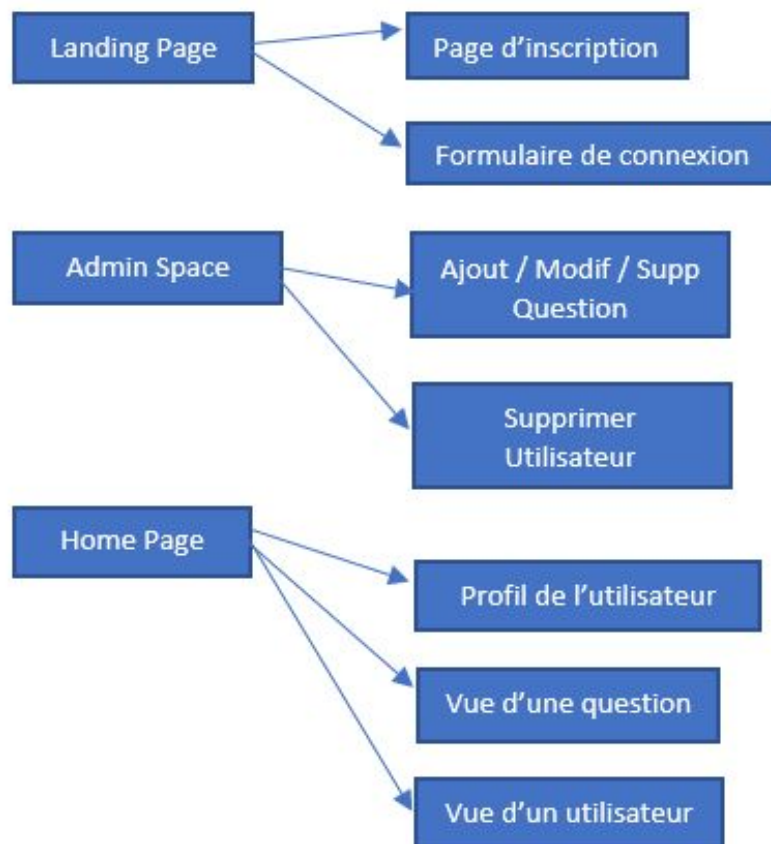 Landing Page
Page d’inscription
Formulaire de connexion
Admin Space
Ajout / Modif / Supp
Question
Supprimer
Utilisateur
Home Page
Profil de l’utilisateur
Vue d’une question
Vue d’un utilisateur